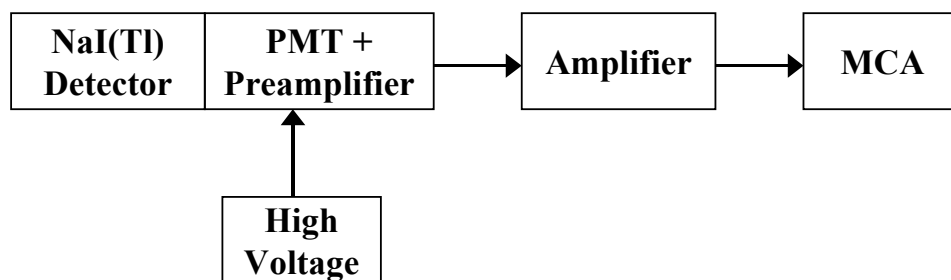 NaI(Tl)
Detector
PMT +
Preamplifier
Amplifier
MCA
High
Voltage